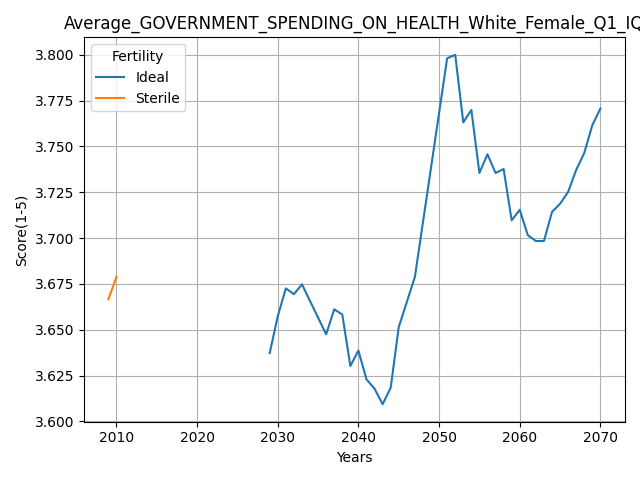 Average_GOVERNMENT_SPENDING_ON_HEALTH_White_Female_Q1_IQ
Fertility
Ideal
Sterile
Score(1-5)
3.800
3.775
3.750
3.725
3.700
3.675
3.650
3.625
3.600
2010 2020 2030 2040 2050 2060 2070
Years